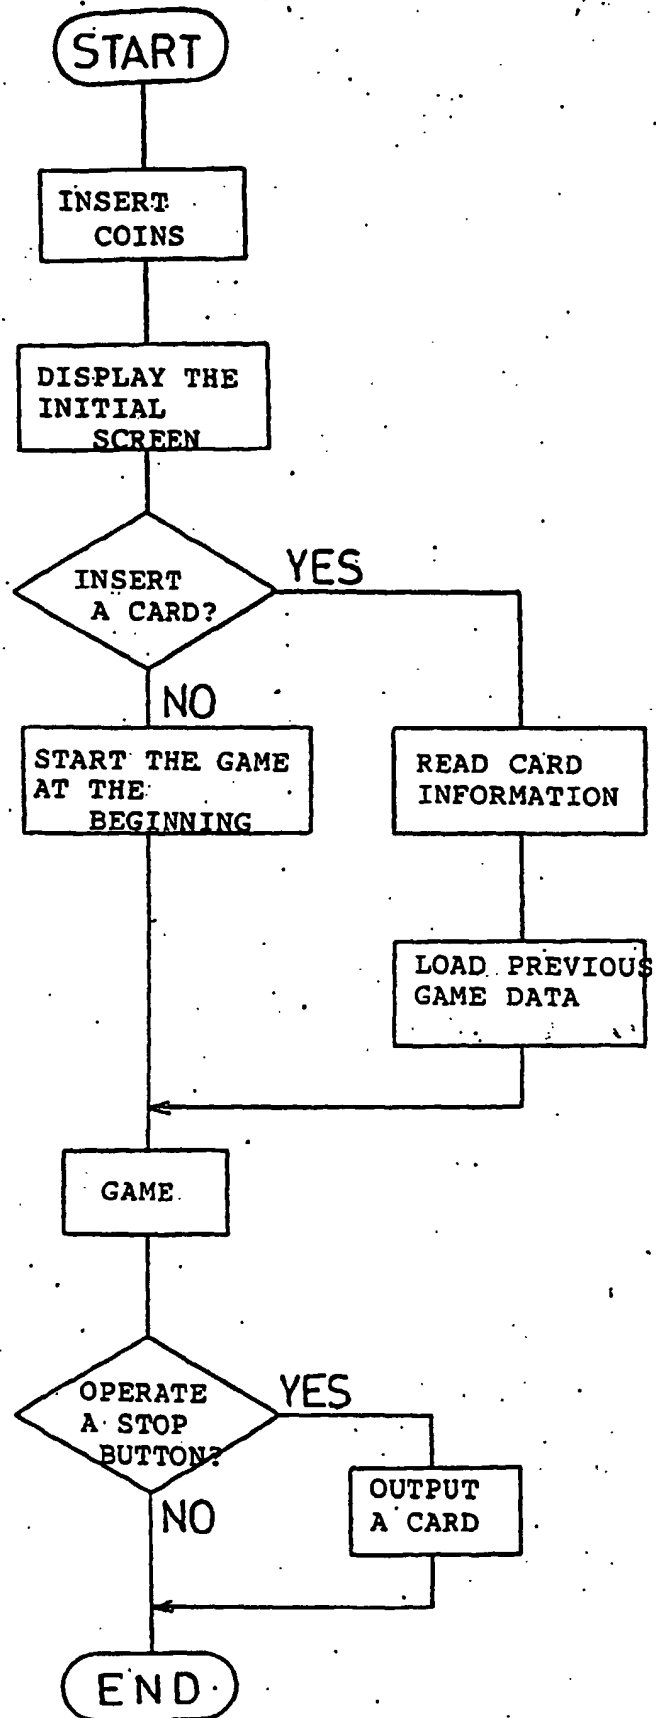 START
INSERT
COINS
DISPLAY THE
INITIAL
SCREEN
INSERT
A CARD?
YES
NO
START THE GAME
AT THE
BEGINNING
READ CARD
INFORMATION
LOAD PREVIOUS
GAME DATA
GAME
OPERATE
A STOP
BUTTON?
YES
NO
OUTPUT
A CARD
END